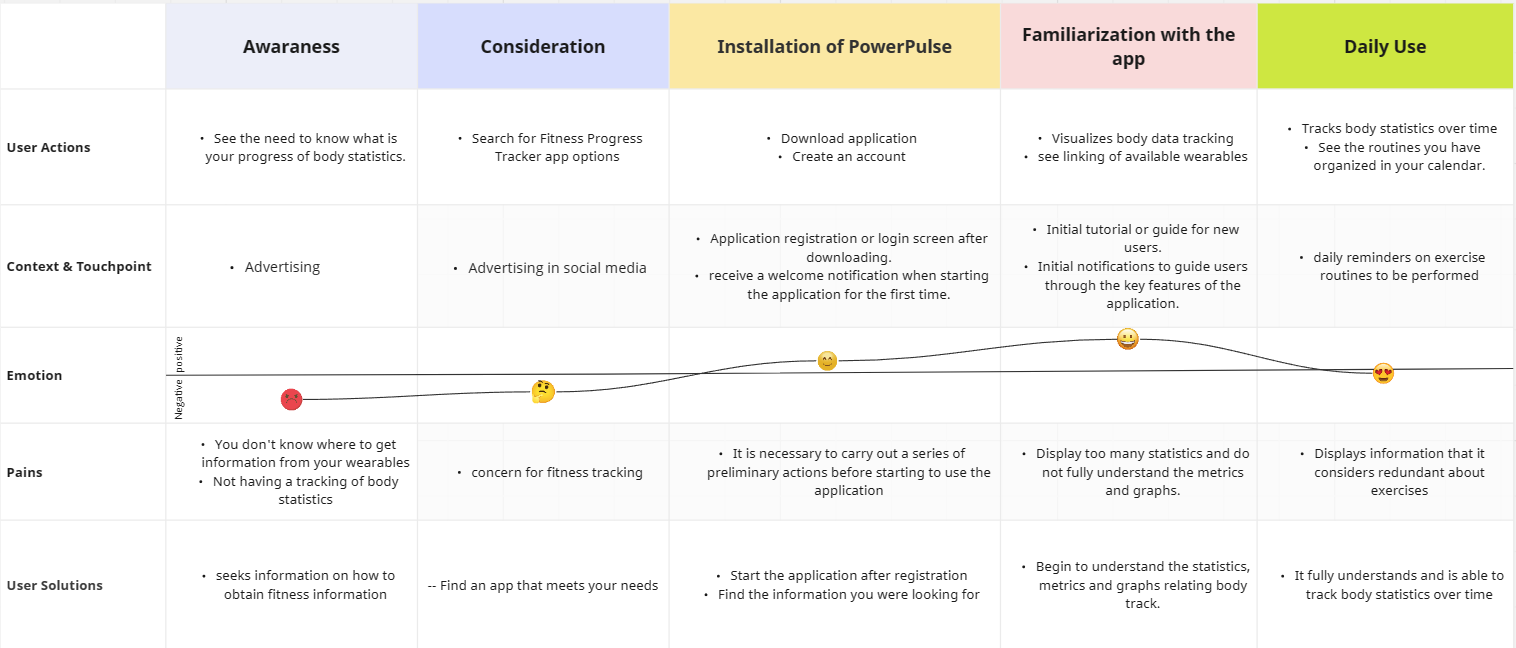 Awaraness
Consideration
Installation of PowerPulse
Familiarization with the
app
Daily Use
User Actions
• See the need to know what is
your progress of body statistics.
• Search for Fitness Progress
Tracker app options
• Download application
• Create an account
• Visualizes body data tracking
• see linking of available wearables
• Tracks body statistics over time
• See the routines you have
organized in your calendar.
Context & Touchpoint
• Advertising
• Advertising in social media
• Application registration or login screen after
downloading.
• receive a welcome notification when starting
the application for the first time.
• Initial tutorial or guide for new
users.
• Initial notifications to guide users
through the key features of the
application.
• daily reminders on exercise
routines to be performed
Emotion
positive
Negative
Pains
• You don't know where to get
information from your wearables
• Not having a tracking of body
statistics
• concern for fitness tracking
• It is necessary to carry out a series of
preliminary actions before starting to use the
application
• Display too many statistics and do
not fully understand the metrics
and graphs.
• Displays information that it
considers redundant about
exercises
User Solutions
• seeks information on how to
obtain fitness information
-- Find an app that meets your needs
• Start the application after registration
• Find the information you were looking for
• Begin to understand the statistics,
metrics and graphs relating body
track.
• It fully understands and is able to
track body statistics over time